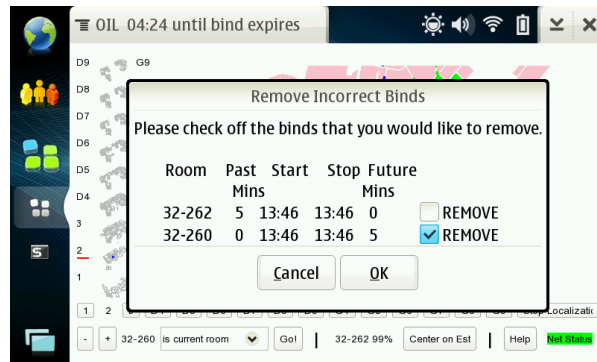 OIL 04:24 until bind expires
D9 G9
D8
D7
D6
D5
D4
3
2
1
Remove Incorrect Binds
Please check off the binds that you would like to remove.
Room Past Mins Start Stop Future Mins
32-262 5 13:46 13:46 0 REMOVE
32-260 0 13:46 13:46 5 REMOVE
Cancel OK
1 2
- + 32-260 is current room Go! 32-262 99% Center on Est Help Net Status